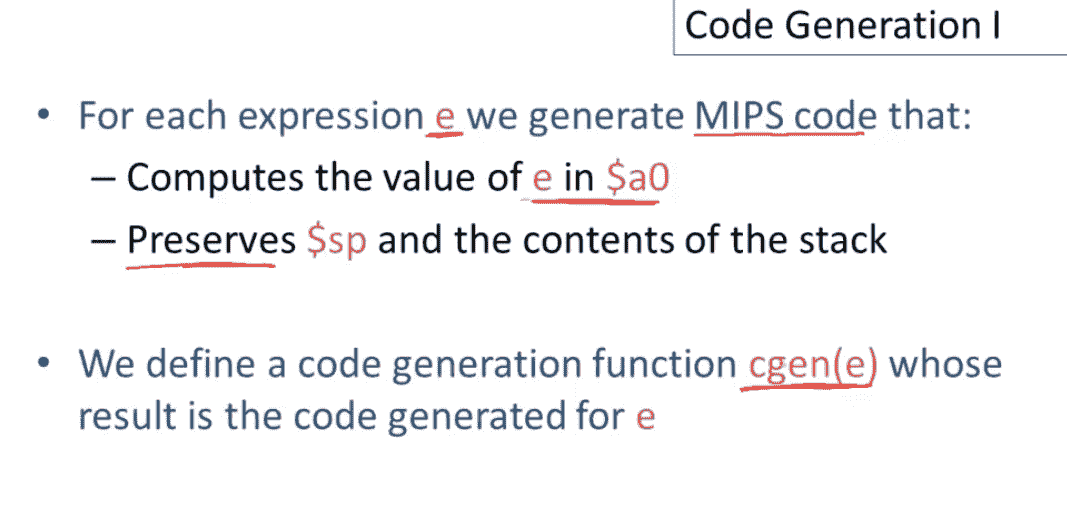 Code Generation I
• For each expression e we generate MIPS code that:
– Computes the value of e in $a0
– Preserves $sp and the contents of the stack
• We define a code generation function cgen(e) whose
result is the code generated for e